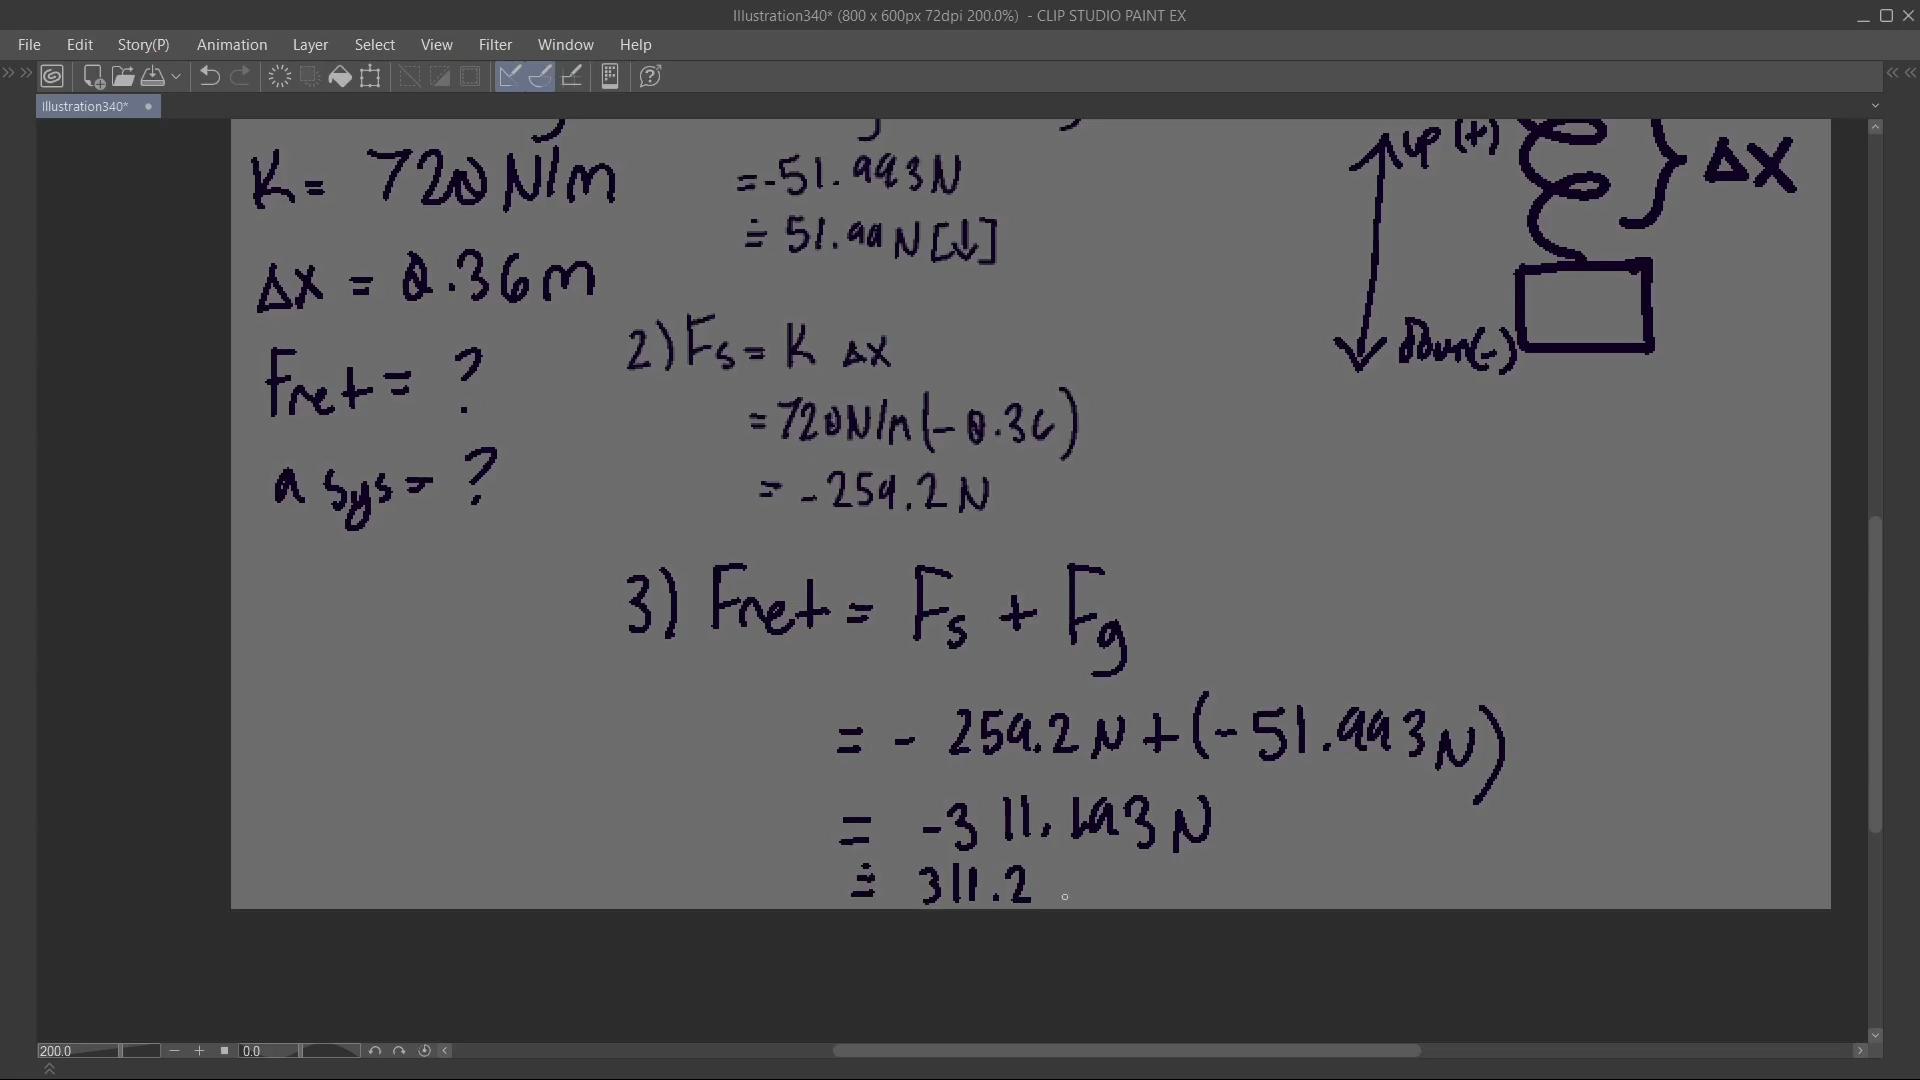 Illustration340* (800 x 600px 72dpi 200.0%) - CLIP STUDIO PAINT EX
File Edit Story(P) Animation Layer Select View Filter Window Help
Illustration340*
K = 720 N/m
Δx = 0.36m
Fnet = ?
a sys = ?
= -51.993N
≐ 51.99 N [↓]
2) Fs = K Δx
= 720N/m (-0.36)
= -259.2 N
3) Fnet = Fs + Fg
= - 259.2 N + (-51.993 N)
= -311.193 N
≐ 311.2
up (+)
Δx
Down(-)
200.0 0.0